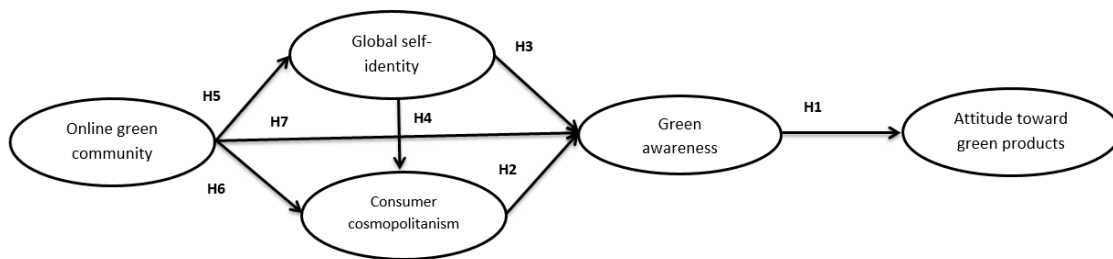 Global self-
identity
H3
H5
H7
H4
Online green
community
Green
awareness
H1
Attitude toward
green products
H6
H2
Consumer
cosmopolitanism